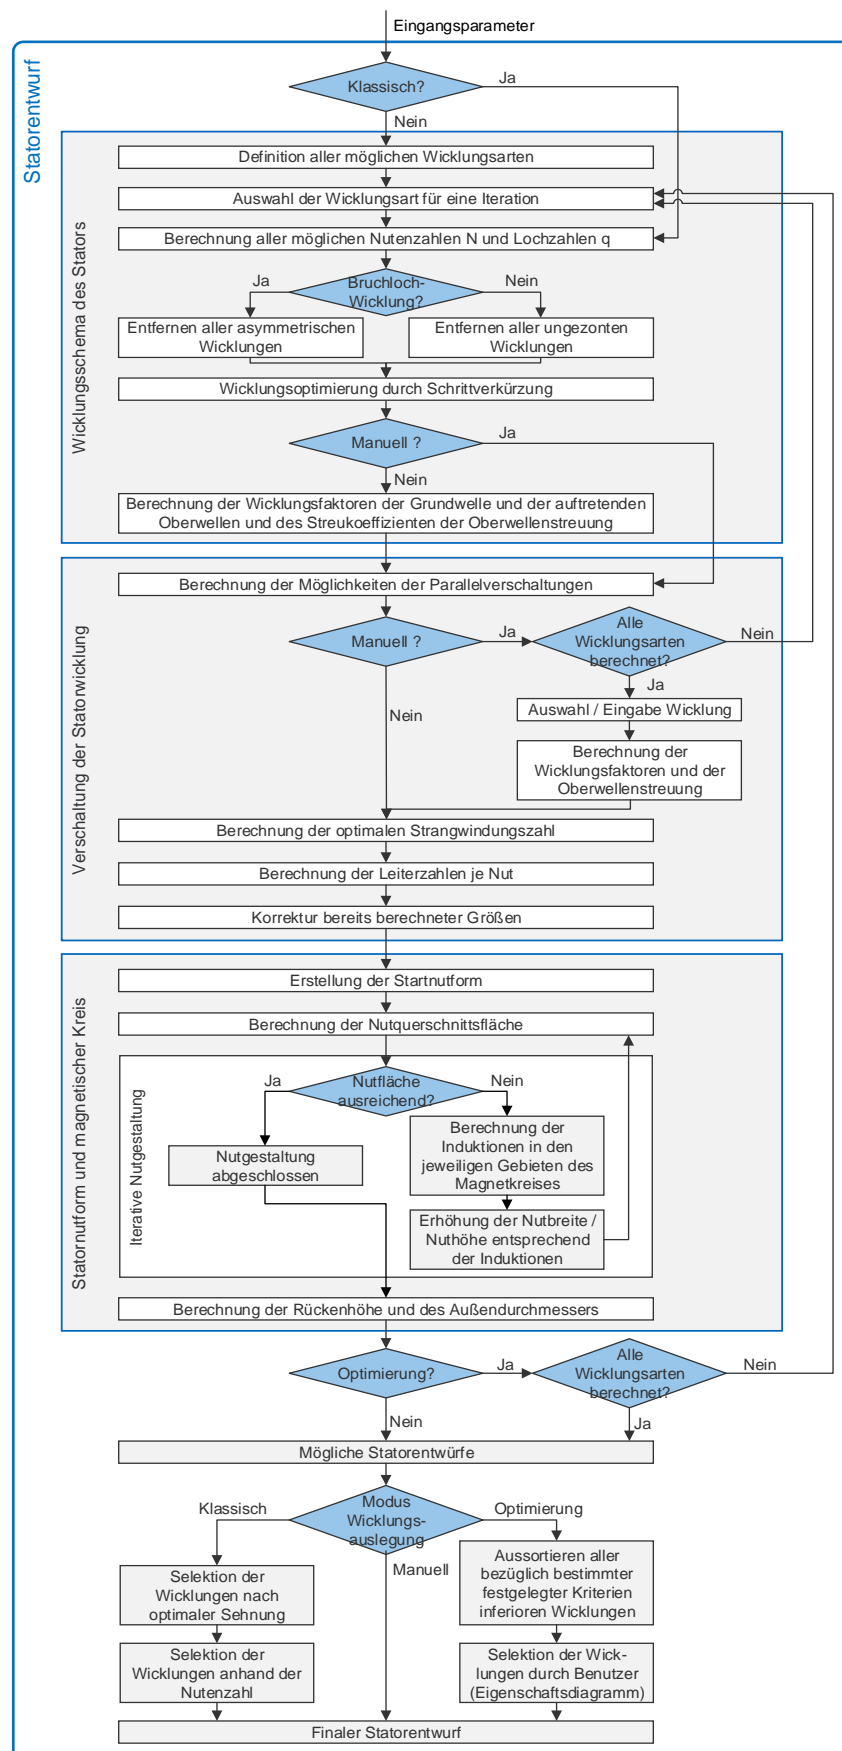 Eingangsparameter
Statorentwurf
Klassisch?
Ja
Nein
Wicklungsschema des Stators
Definition aller möglichen Wicklungsarten
Auswahl der Wicklungsart für eine Iteration
Berechnung aller möglichen Nutenzahlen N und Lochzahlen q
Ja
Bruchloch-
Wicklung?
Nein
Entfernen aller asymmetrischen
Wicklungen
Entfernen aller ungezonten
Wicklungen
Wicklungsoptimierung durch Schrittverkürzung
Manuell ?
Ja
Nein
Berechnung der Wicklungsfaktoren der Grundwelle und der auftretenden
Oberwellen und des Streukoeffizienten der Oberwellenstreuung
Verschaltung der Statorwicklung
Berechnung der Möglichkeiten der Parallelverschaltungen
Manuell ?
Ja
Alle
Wicklungsarten
berechnet?
Nein
Ja
Nein
Auswahl / Eingabe Wicklung
Berechnung der
Wicklungsfaktoren und der
Oberwellenstreuung
Berechnung der optimalen Strangwindungszahl
Berechnung der Leiterzahlen je Nut
Korrektur bereits berechneter Größen
Statornutform und magnetischer Kreis
Erstellung der Startnutform
Berechnung der Nutquerschnittsfläche
Iterative Nutgestaltung
Ja
Nutfläche
ausreichend?
Nein
Nutgestaltung
abgeschlossen
Berechnung der
Induktionen in den
jeweiligen Gebieten des
Magnetkreises
Erhöhung der Nutbreite /
Nuthöhe entsprechend
der Induktionen
Berechnung der Rückenhöhe und des Außendurchmessers
Optimierung?
Ja
Alle
Wicklungsarten
berechnet?
Nein
Nein
Ja
Mögliche Statorentwürfe
Klassisch
Modus
Wicklungs-
auslegung
Optimierung
Manuell
Selektion der
Wicklungen nach
optimaler Sehnung
Aussortieren aller
bezüglich bestimmter
festgelegter Kriterien
inferioren Wicklungen
Selektion der
Wicklungen anhand der
Nutenzahl
Selektion der Wick-
lungen durch Benutzer
(Eigenschaftsdiagramm)
Finaler Statorentwurf